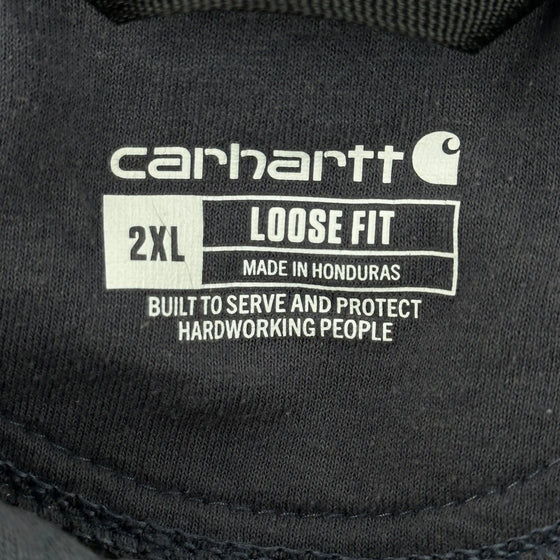 carhartt
2XL
LOOSE FIT
MADE IN HONDURAS
BUILT TO SERVE AND PROTECT
HARDWORKING PEOPLE